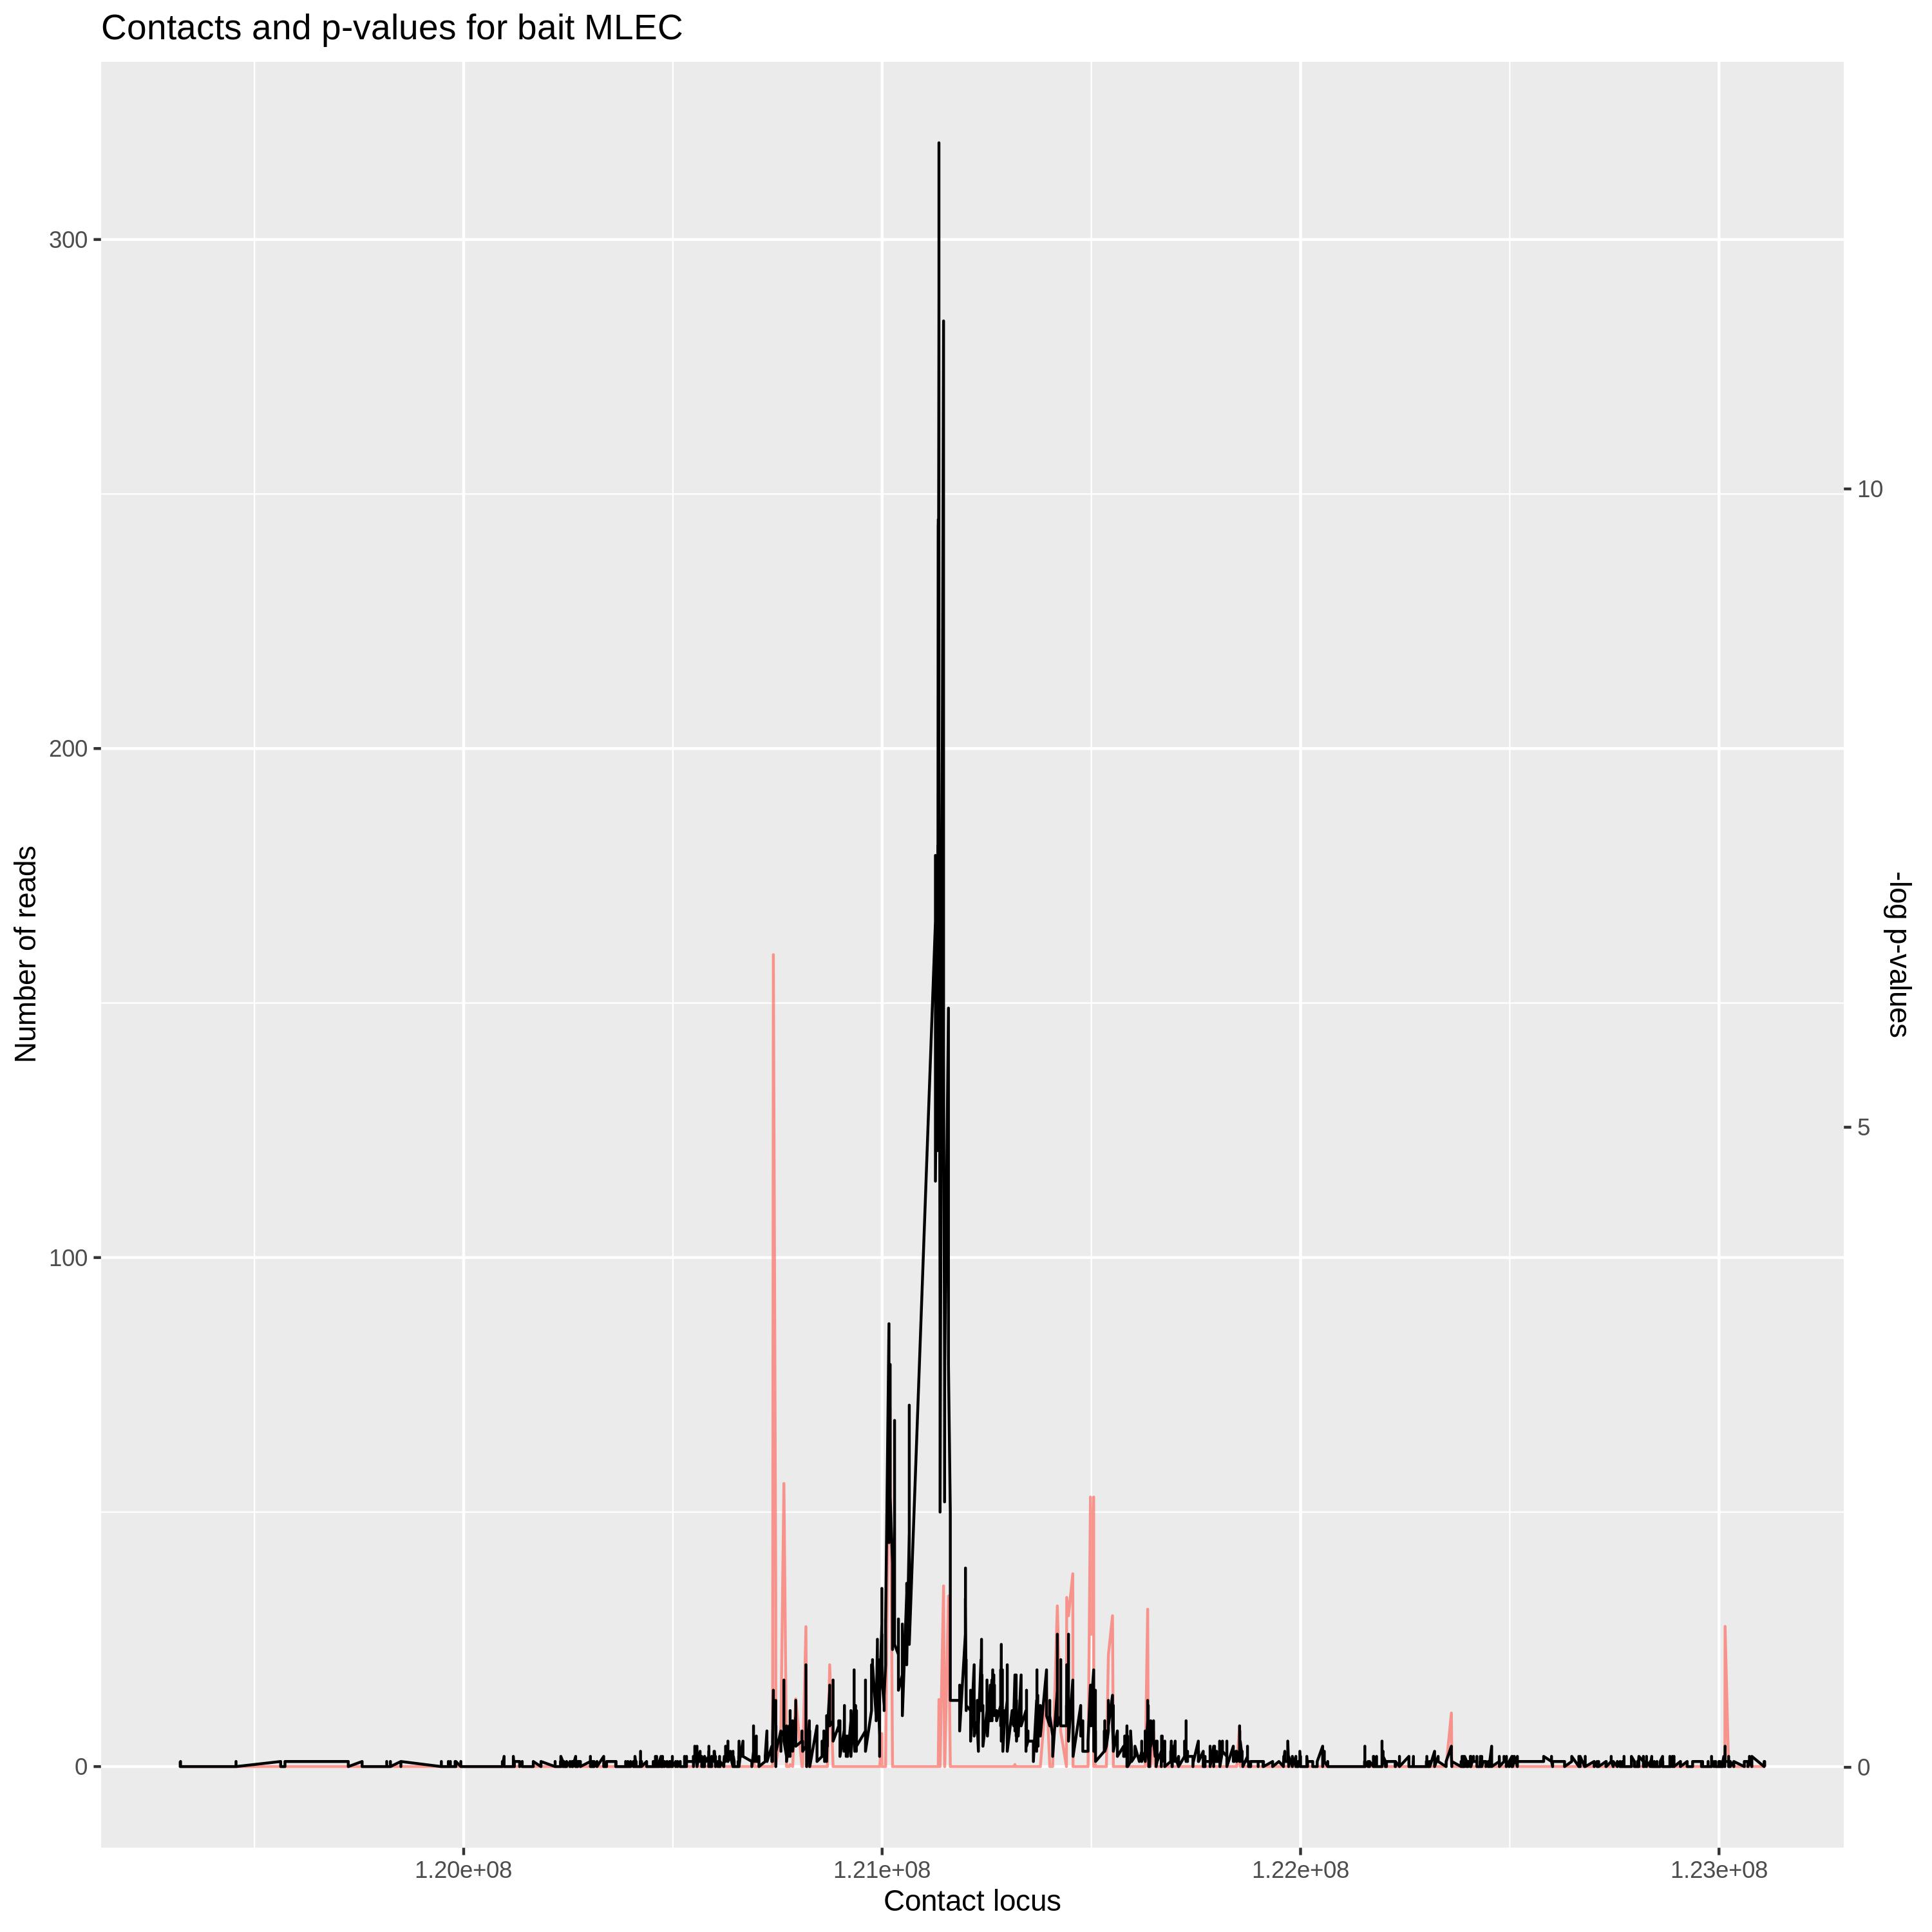 Contacts and p-values for bait MLEC
300
200
100
0
Number of reads
10
5
0
-log p-values
1.20e+08
1.21e+08
1.22e+08
1.23e+08
Contact locus